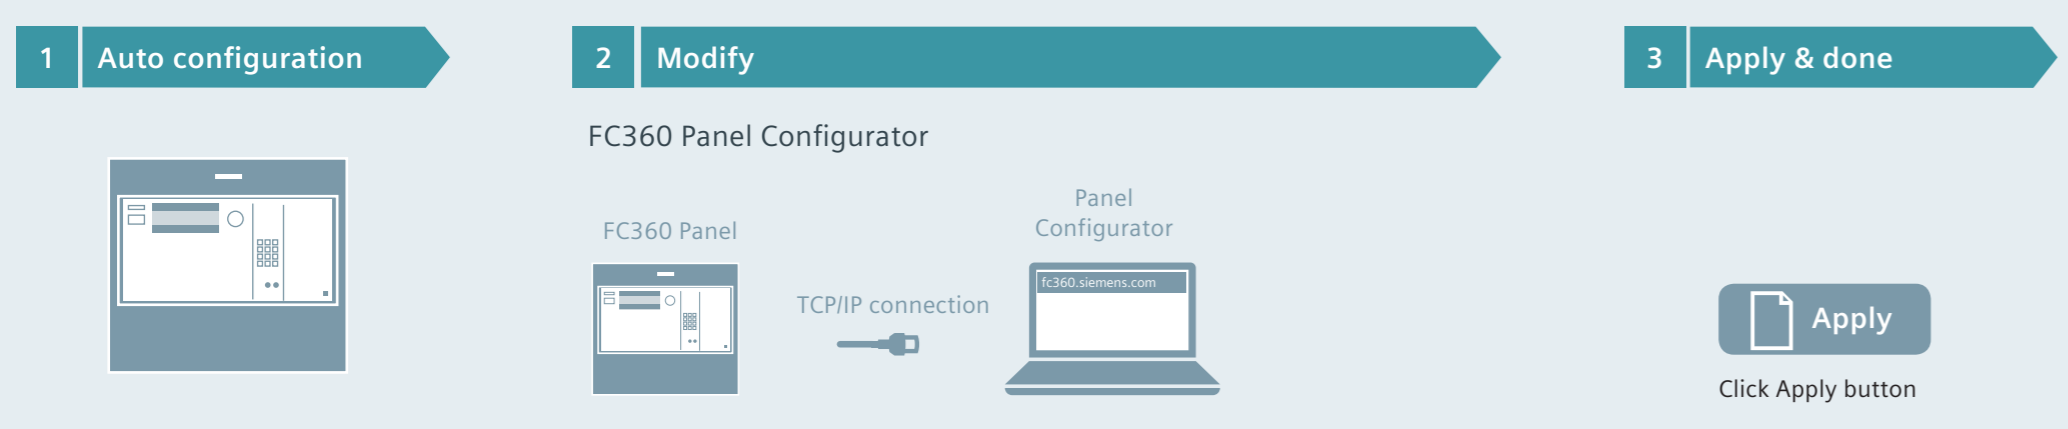 1 Auto configuration
2 Modify
3 Apply & done
FC360 Panel Configurator
FC360 Panel
TCP/IP connection
Panel
Configurator
fc360.siemens.com
Apply
Click Apply button